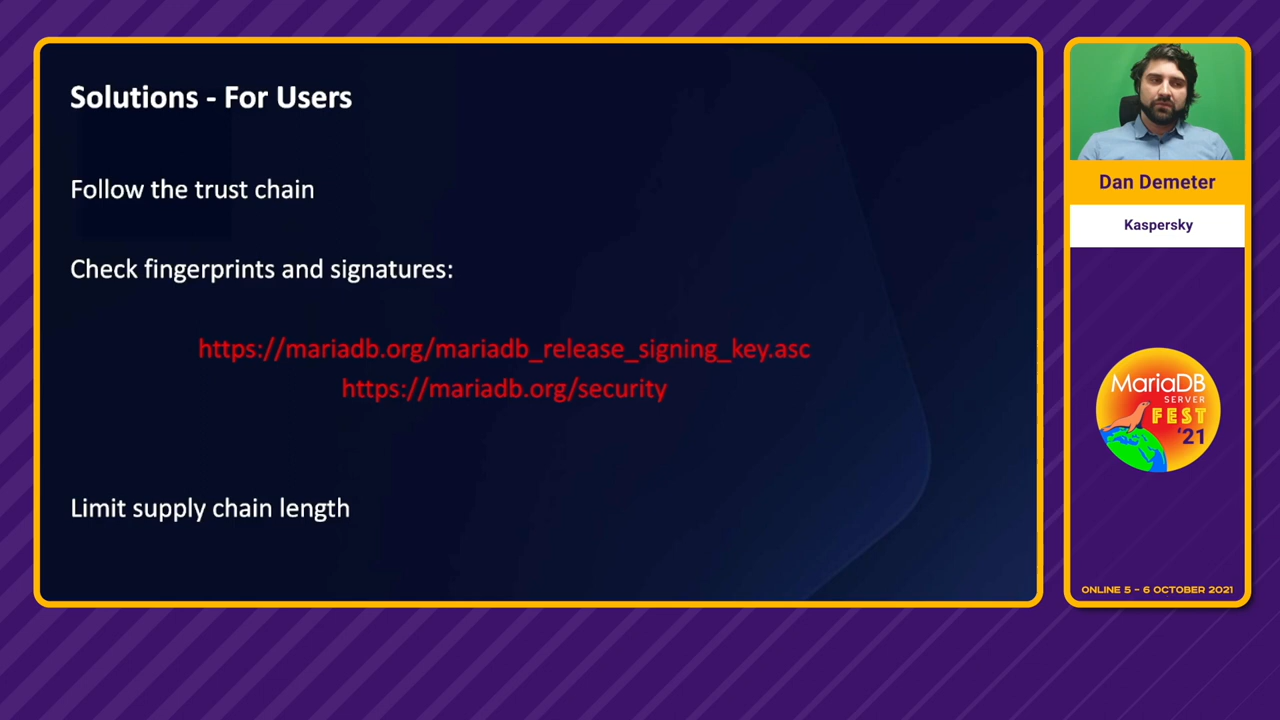 Solutions - For Users
Follow the trust chain
Check fingerprints and signatures:
https://mariadb.org/mariadb_release_signing_key.asc
https://mariadb.org/security
Limit supply chain length
Dan Demeter
Kaspersky
MariaDB
SERVER
FEST
'21
ONLINE 5 - 6 OCTOBER 2021